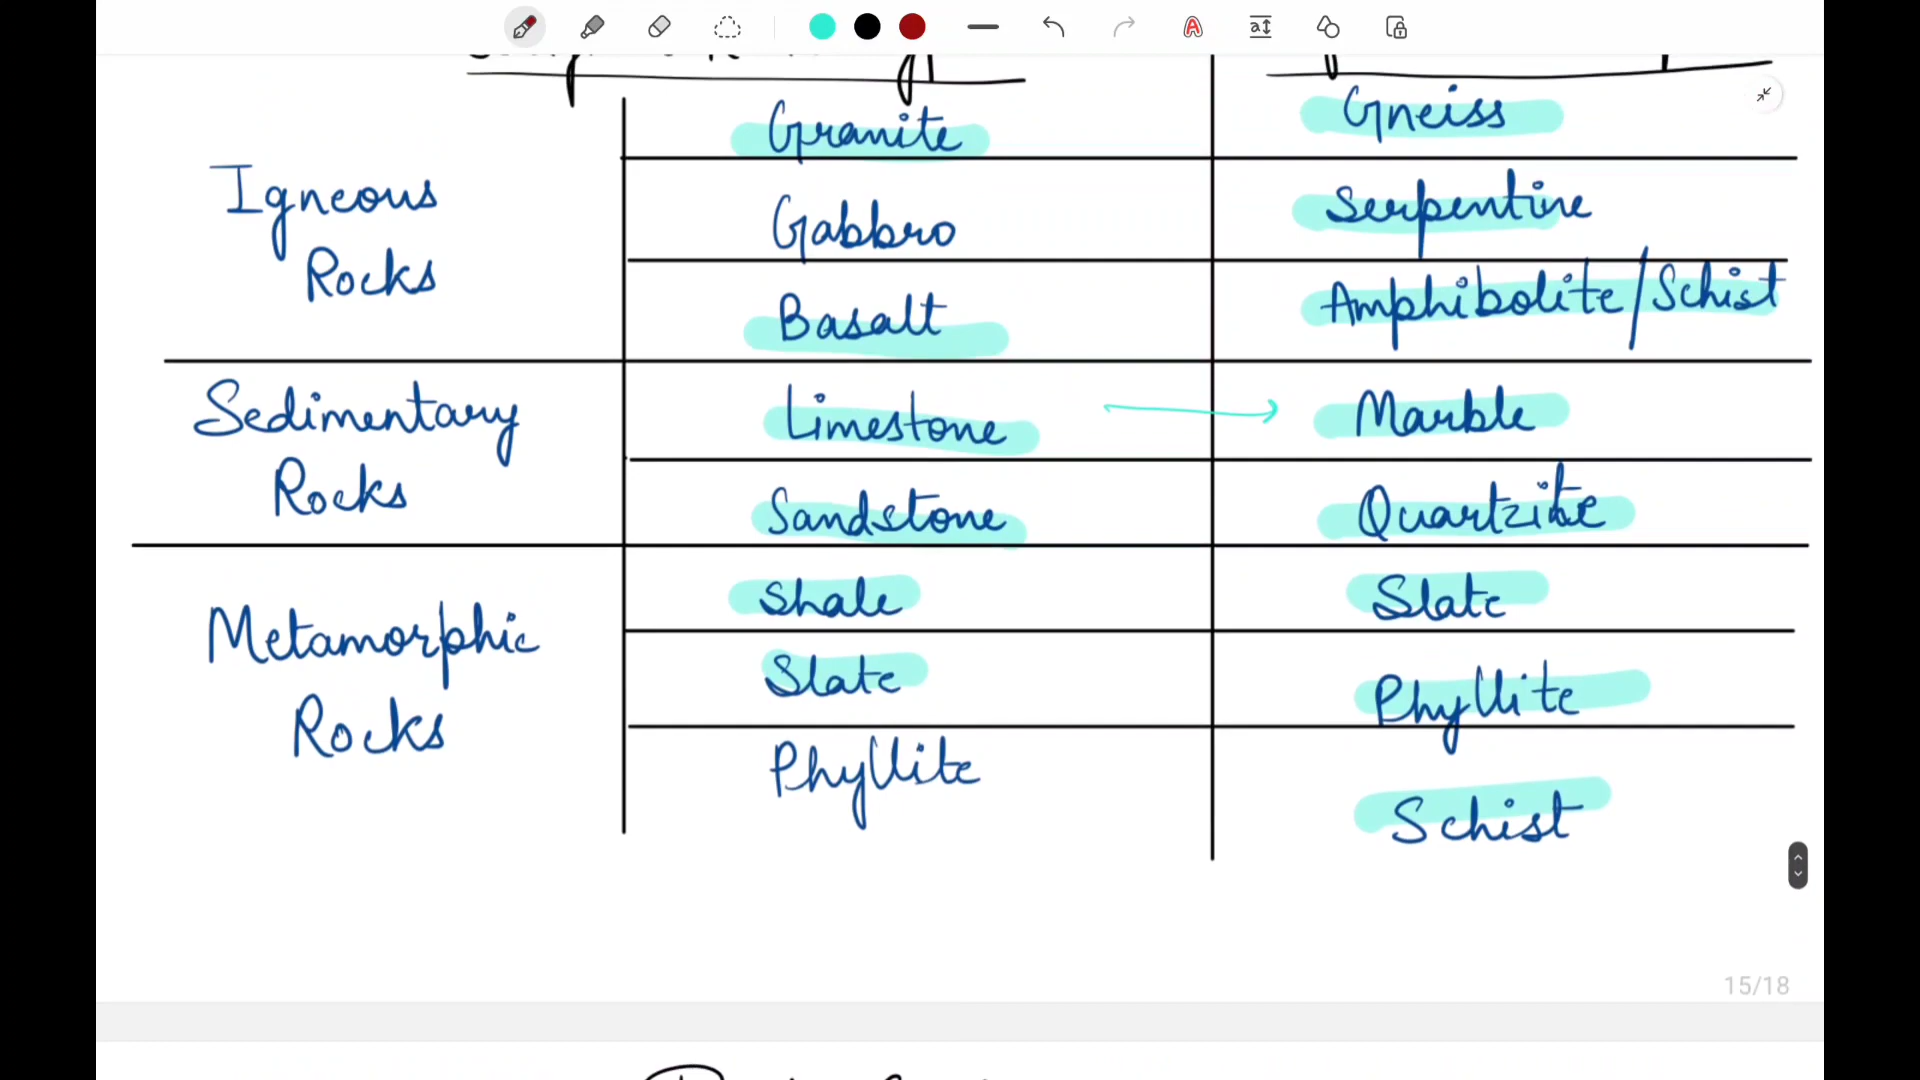 Granite
Gneiss
Igneous
Rocks
Gabbro
Serpentine
Basalt
Amphibolite/Schist
Sedimentary
Rocks
Limestone
Marble
Sandstone
Quartzite
Metamorphic
Rocks
Shale
Slate
Slate
Phyllite
Phyllite
Schist
15/18